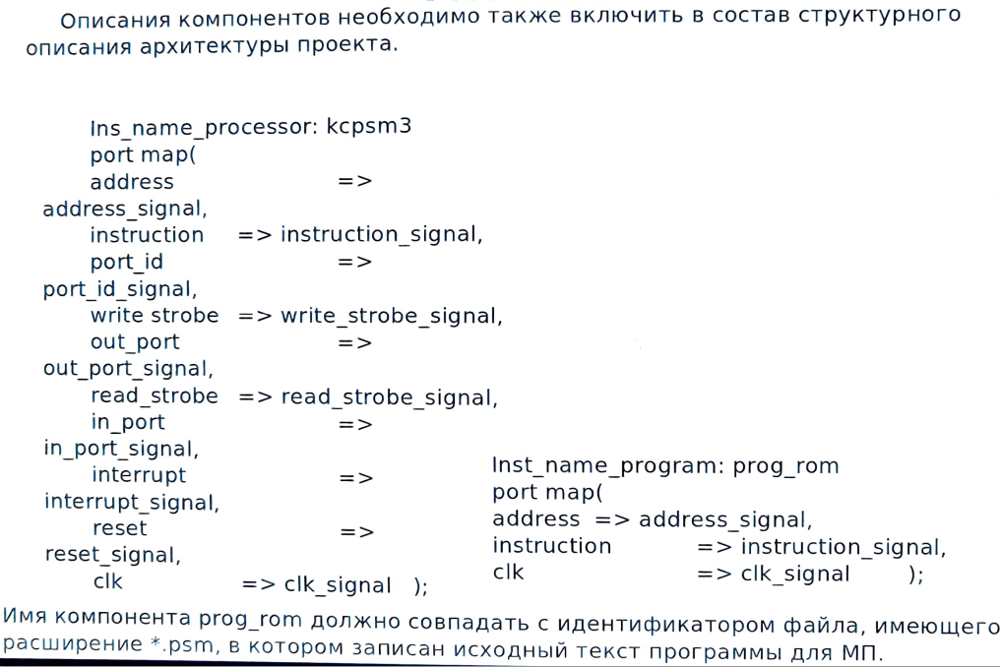 Описания компонентов необходимо также включить в состав структурного
описания архитектуры проекта.
Ins_name_processor: kcpsm3
port map(
address =>
address_signal,
instruction => instruction_signal,
port_id =>
port_id_signal,
write strobe => write_strobe_signal,
out_port =>
out_port_signal,
read_strobe => read_strobe_signal,
in_port =>
in_port_signal,
interrupt =>
interrupt_signal,
reset =>
reset_signal,
clk => clk_signal );
Inst_name_program: prog_rom
port map(
address => address_signal,
instruction => instruction_signal,
clk => clk_signal );
Имя компонента prog_rom должно совпадать с идентификатором файла, имеющего
расширение *.psm, в котором записан исходный текст программы для МП.